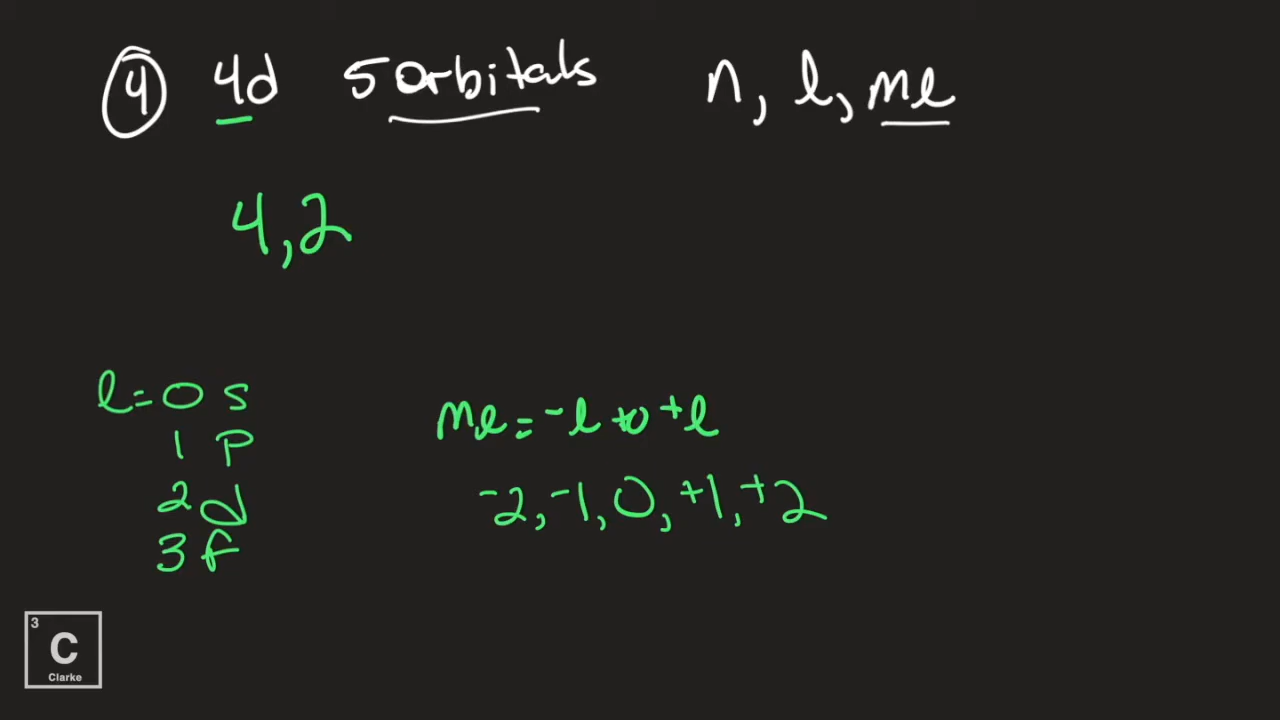 ④ 4d 5 Orbitals n, l, ml
4,2
l = 0 s
1 p
2 d
3 f
ml = -l to +l
-2, -1, 0, +1, +2
3
C
Clarke